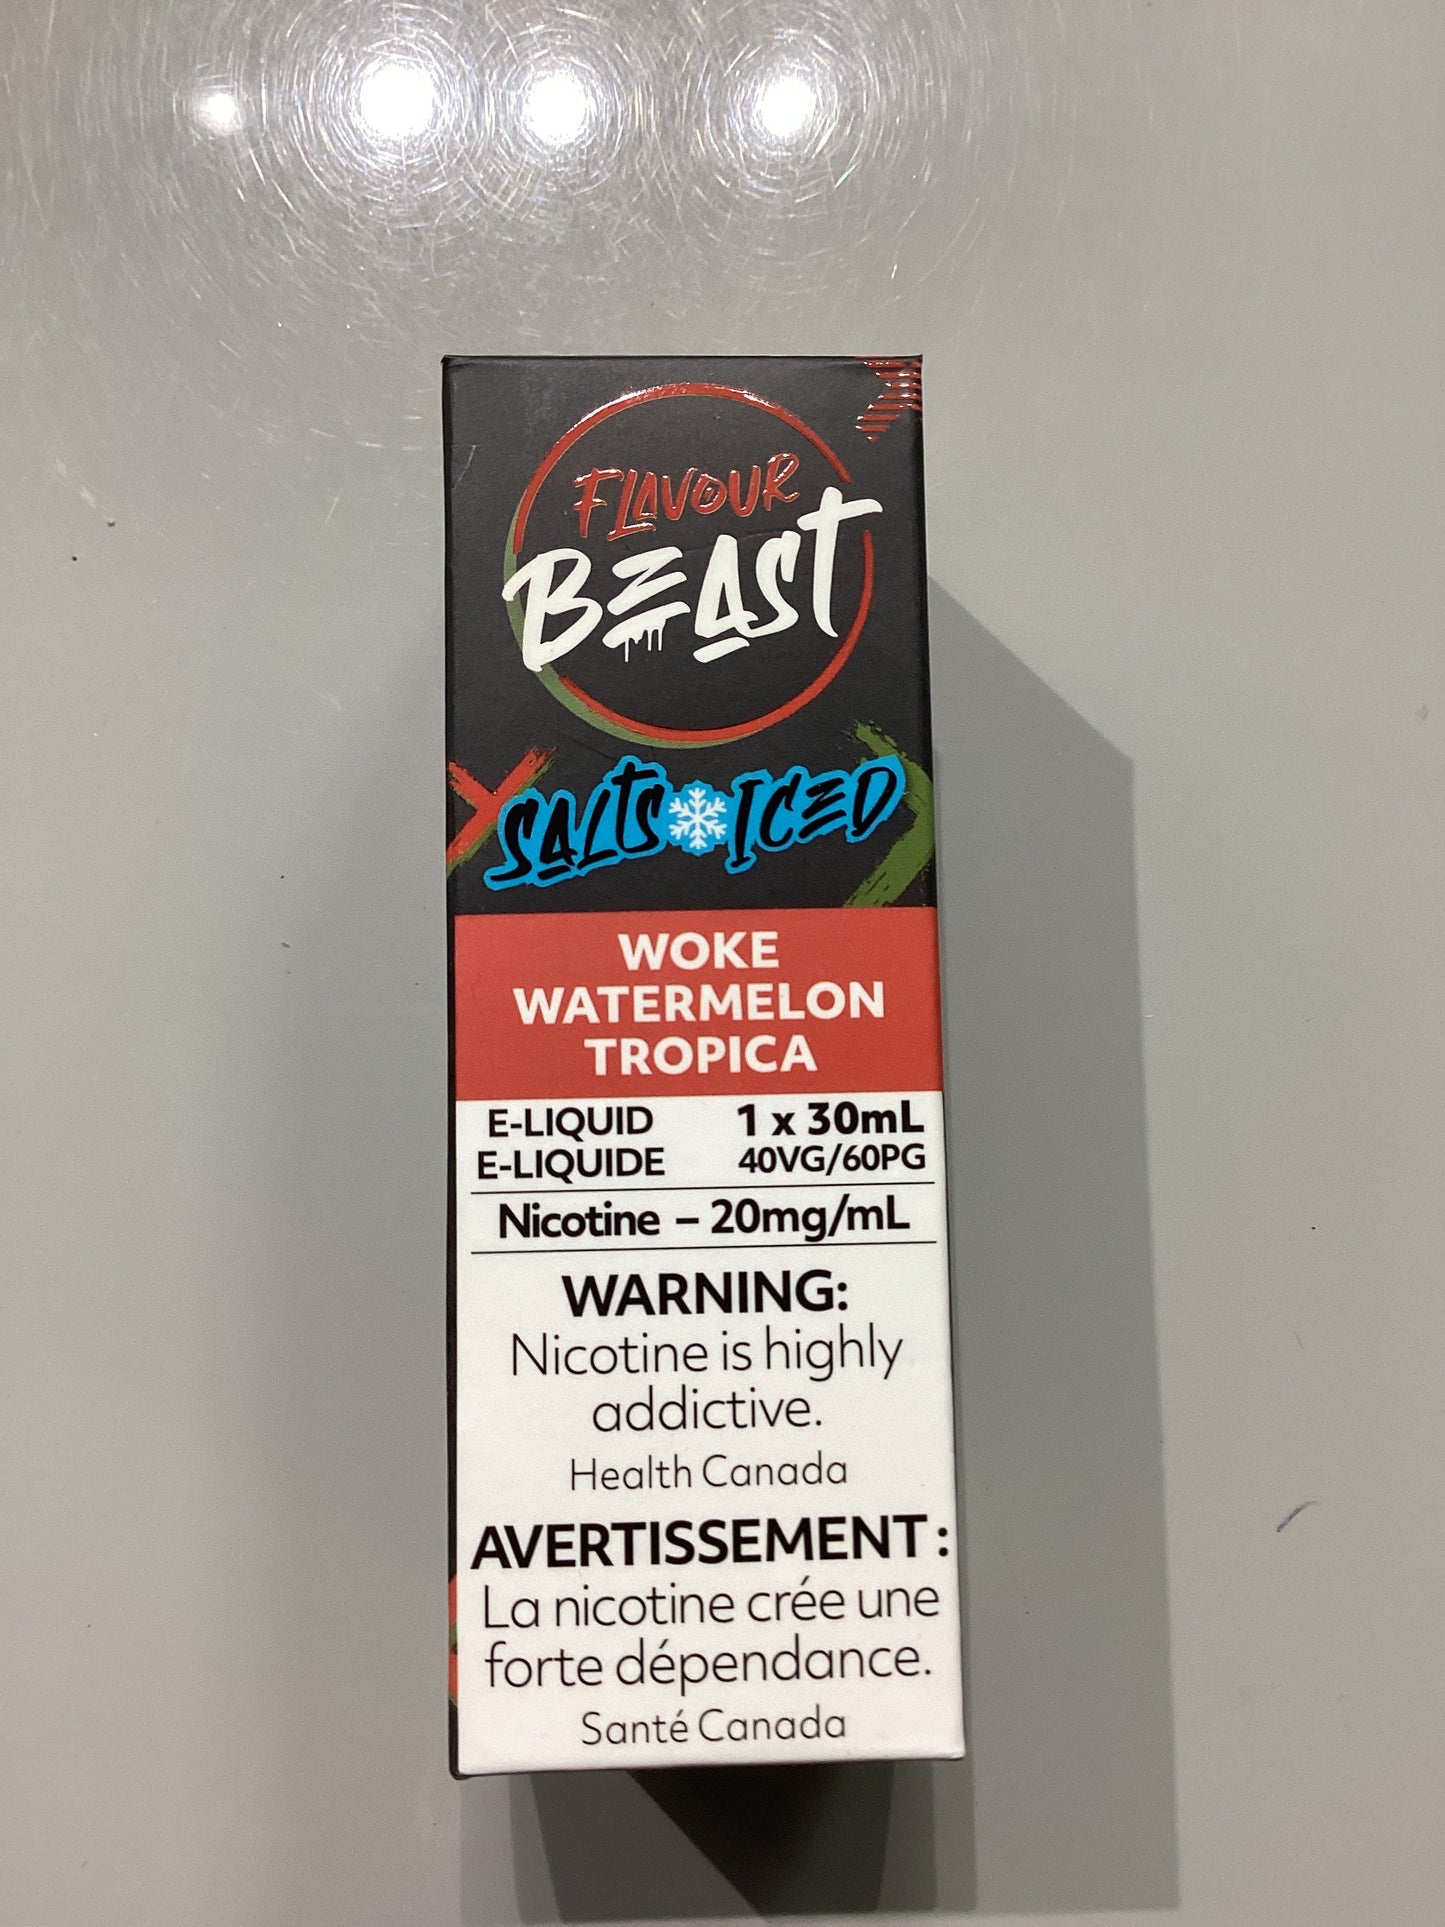 FLAVOUR
BEAST
SALTS ICED
WOKE
WATERMELON
TROPICA
E-LIQUID 1 x 30mL
E-LIQUIDE 40VG/60PG
Nicotine – 20mg/mL
WARNING:
Nicotine is highly
addictive.
Health Canada
AVERTISSEMENT :
La nicotine crée une
forte dépendance.
Santé Canada